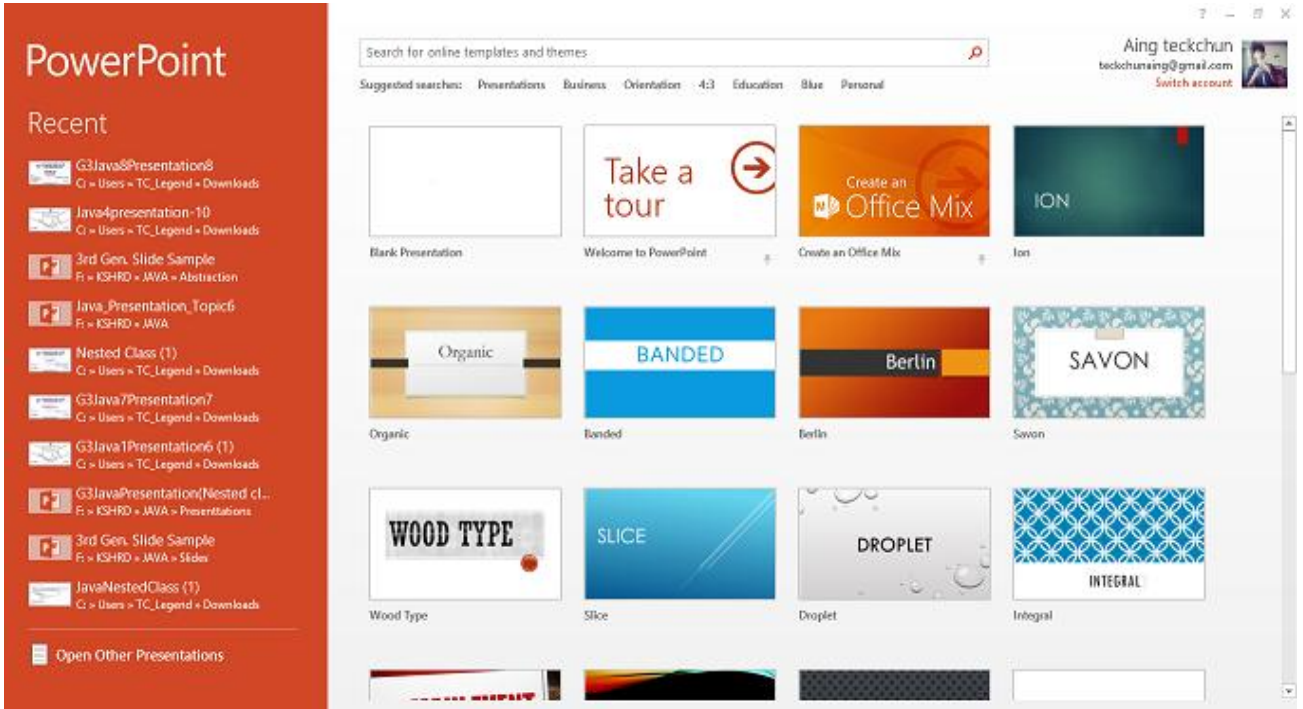 PowerPoint
Recent
G3Java8Presentation8
C: » Users » TC_Legend » Downloads
Java4presentation-10
C: » Users » TC_Legend » Downloads
3rd Gen. Slide Sample
F: » KSHRD » JAVA » Abstraction
Java_Presentation_Topic6
F: » KSHRD » JAVA
Nested Class (1)
C: » Users » TC_Legend » Downloads
G3Java7Presentation7
C: » Users » TC_Legend » Downloads
G3Java1Presentation6 (1)
C: » Users » TC_Legend » Downloads
G3JavaPresentation(Nested cl...
F: » KSHRD » JAVA » Presenttations
3rd Gen. Slide Sample
F: » KSHRD » JAVA » Slides
JavaNestedClass (1)
C: » Users » TC_Legend » Downloads
Open Other Presentations
Search for online templates and themes
Suggested searches: Presentations Business Orientation 4:3 Education Blue Personal
Aing teckchun
teckchunaing@gmail.com
Switch account
Take a
tour
Create an
Office Mix
ION
Blank Presentation
Welcome to PowerPoint
Create an Office Mix
Ion
Organic
BANDED
Berlin
SAVON
Organic
Banded
Berlin
Savon
WOOD TYPE
SLICE
DROPLET
INTEGRAL
Wood Type
Slice
Droplet
Integral